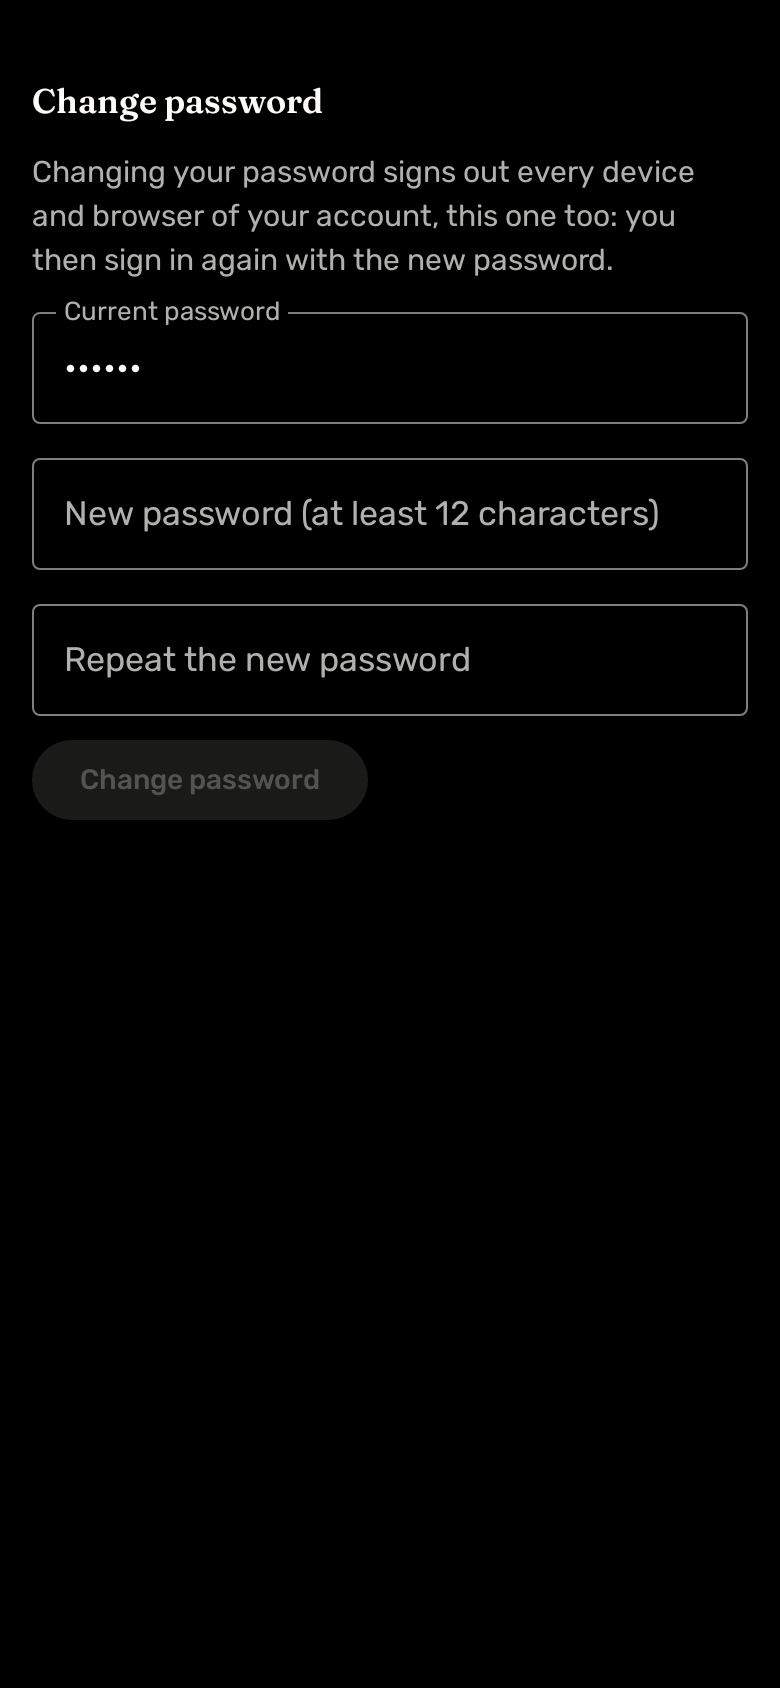 Change password
Changing your password signs out every device
and browser of your account, this one too: you
then sign in again with the new password.
Current password
••••••
New password (at least 12 characters)
Repeat the new password
Change password